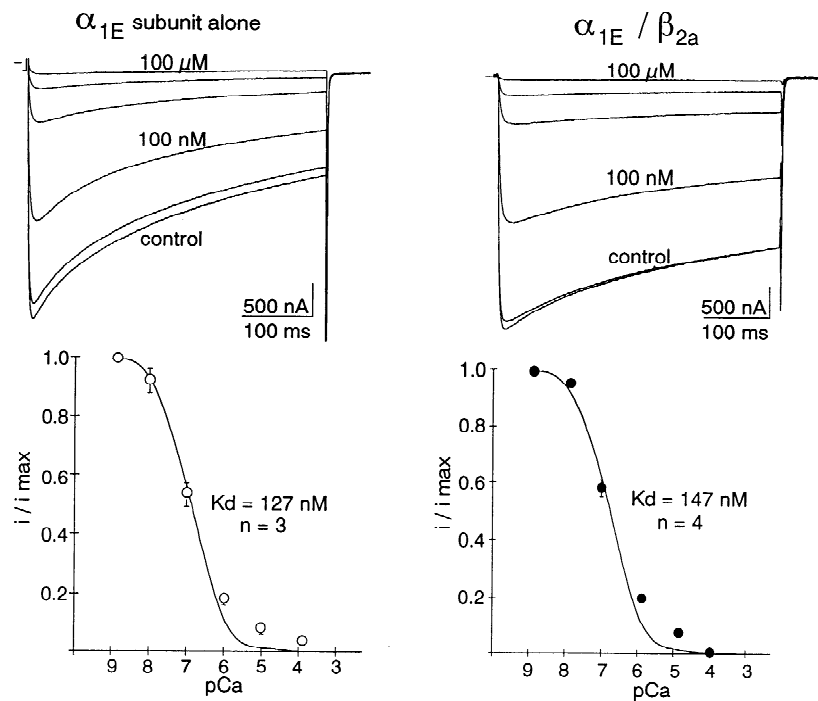 α1E subunit alone
100 μM
100 nM
control
500 nA
100 ms
1.0
0.8
0.6
0.4
0.2
i / i max
Kd = 127 nM
n = 3
9 8 7 6 5 4 3
pCa
α1E / β2a
100 μM
100 nM
control
500 nA
100 ms
1.0
0.8
0.6
0.4
0.2
i / i max
Kd = 147 nM
n = 4
9 8 7 6 5 4 3
pCa